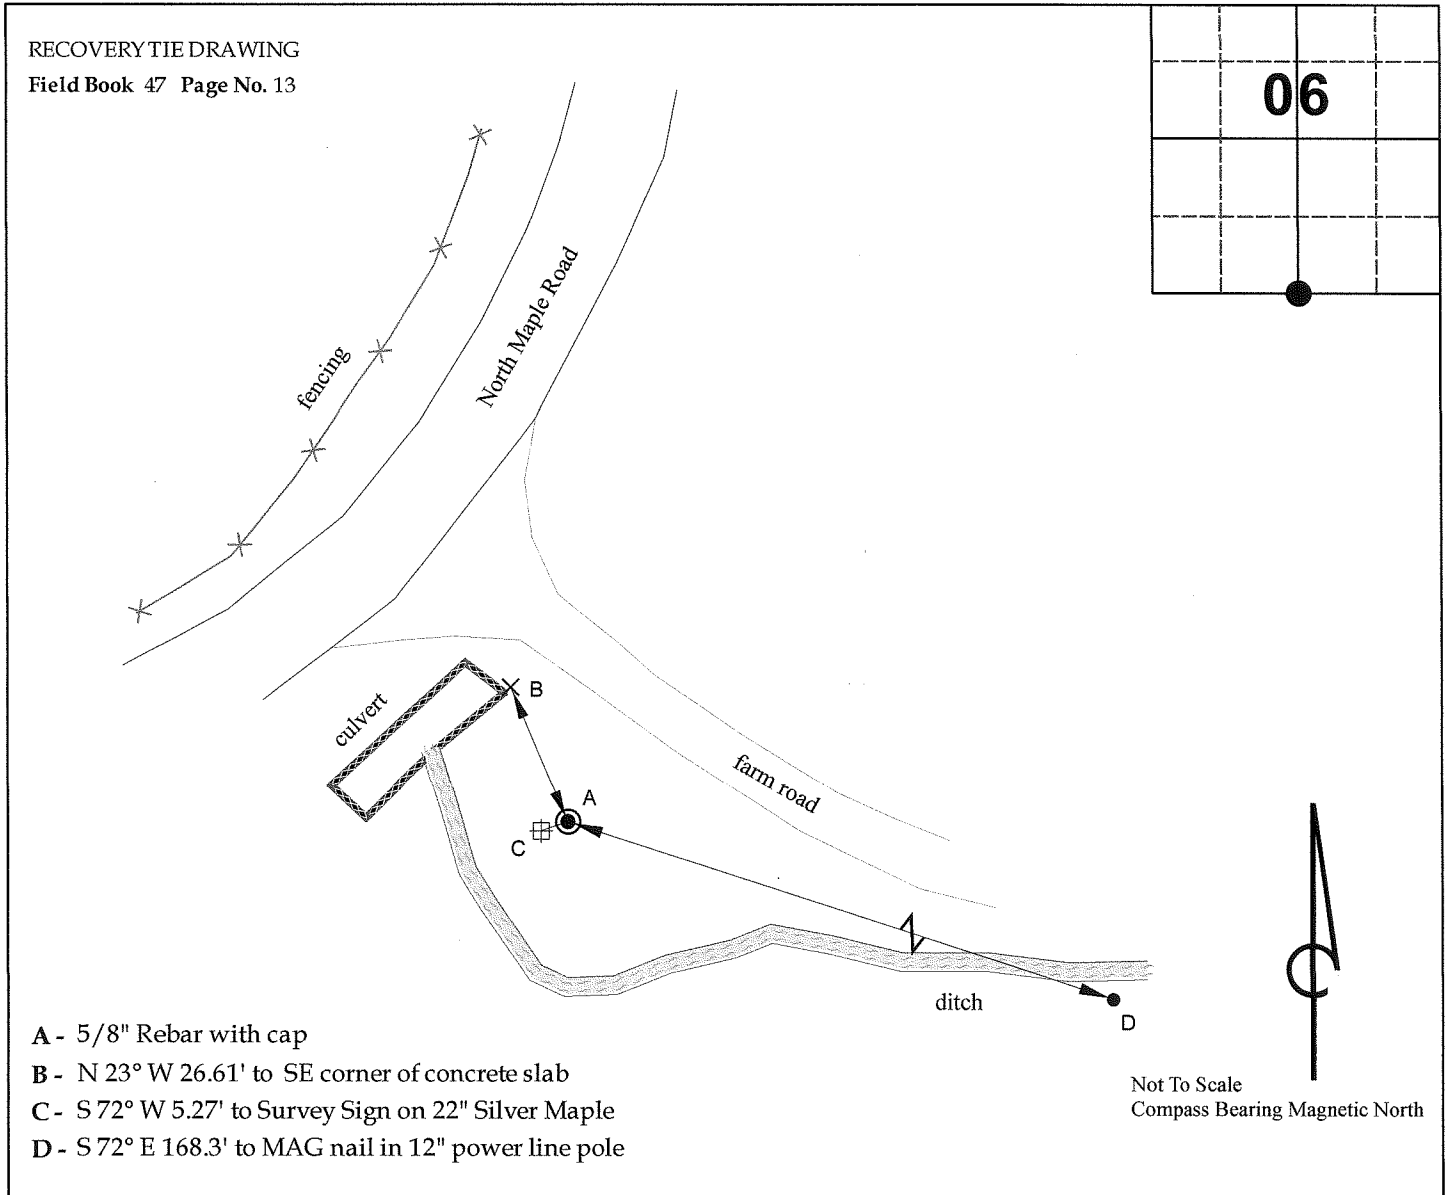 RECOVERY TIE DRAWING
Field Book 47 Page No. 13
06
fencing
North Maple Road
culvert
B
A
C
farm road
ditch
D
A - 5/8" Rebar with cap
B - N 23° W 26.61' to SE corner of concrete slab
C - S 72° W 5.27' to Survey Sign on 22" Silver Maple
D - S 72° E 168.3' to MAG nail in 12" power line pole
Not To Scale
Compass Bearing Magnetic North